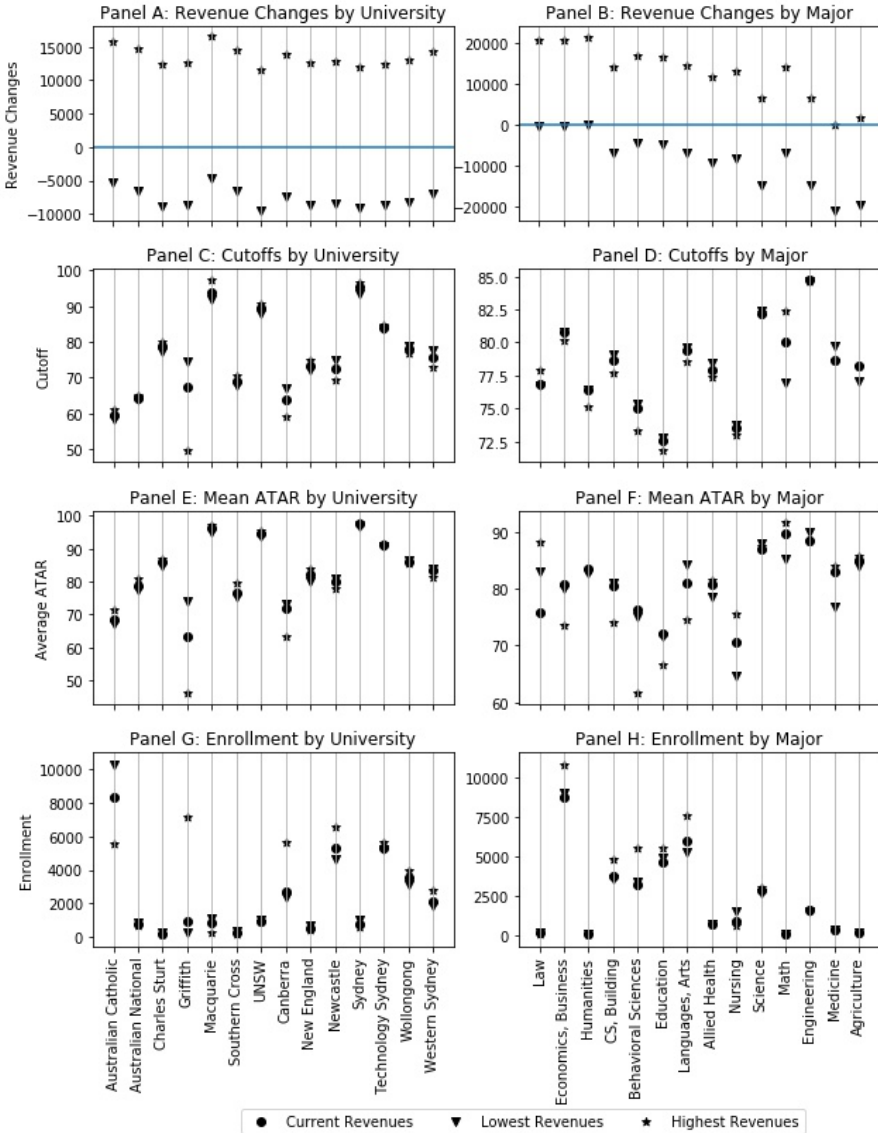 Panel A: Revenue Changes by University
Revenue Changes
15000
10000
5000
0
−5000
−10000
Panel B: Revenue Changes by Major
20000
10000
0
−10000
−20000
Panel C: Cutoffs by University
Cutoff
100
90
80
70
60
50
Panel D: Cutoffs by Major
85.0
82.5
80.0
77.5
75.0
72.5
Panel E: Mean ATAR by University
Average ATAR
100
90
80
70
60
50
Panel F: Mean ATAR by Major
90
80
70
60
Panel G: Enrollment by University
Enrollment
10000
8000
6000
4000
2000
0
Australian Catholic
Australian National
Charles Sturt
Griffith
Macquarie
Southern Cross
UNSW
Canberra
New England
Newcastle
Sydney
Technology Sydney
Wollongong
Western Sydney
Panel H: Enrollment by Major
10000
7500
5000
2500
0
Law
Economics, Business
Humanities
CS, Building
Behavioral Sciences
Education
Languages, Arts
Allied Health
Nursing
Science
Math
Engineering
Medicine
Agriculture
Current Revenues
Lowest Revenues
Highest Revenues